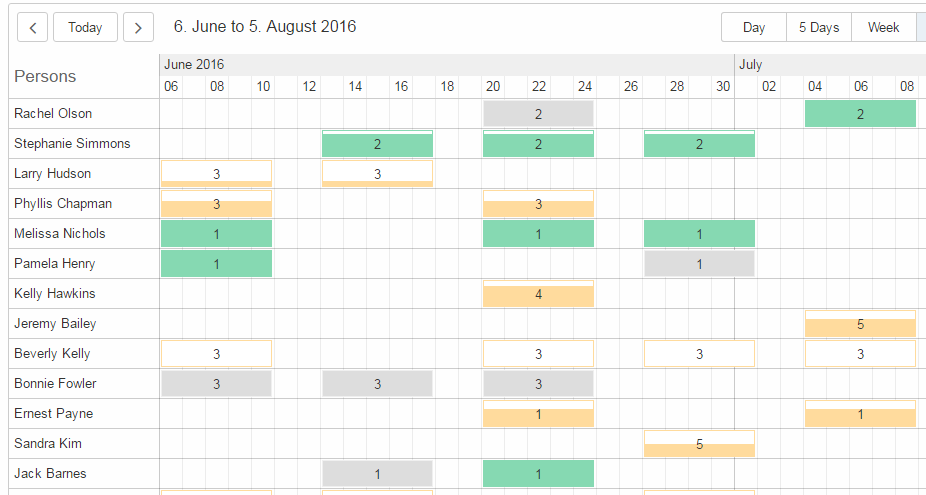 Today 6. June to 5. August 2016 Day 5 Days Week
Persons
June 2016 July
06 08 10 12 14 16 18 20 22 24 26 28 30 02 04 06 08
Rachel Olson 2 2
Stephanie Simmons 2 2 2
Larry Hudson 3 3
Phyllis Chapman 3 3
Melissa Nichols 1 1 1
Pamela Henry 1 1
Kelly Hawkins 4
Jeremy Bailey 5
Beverly Kelly 3 3 3 3
Bonnie Fowler 3 3 3
Ernest Payne 1 1
Sandra Kim 5
Jack Barnes 1 1